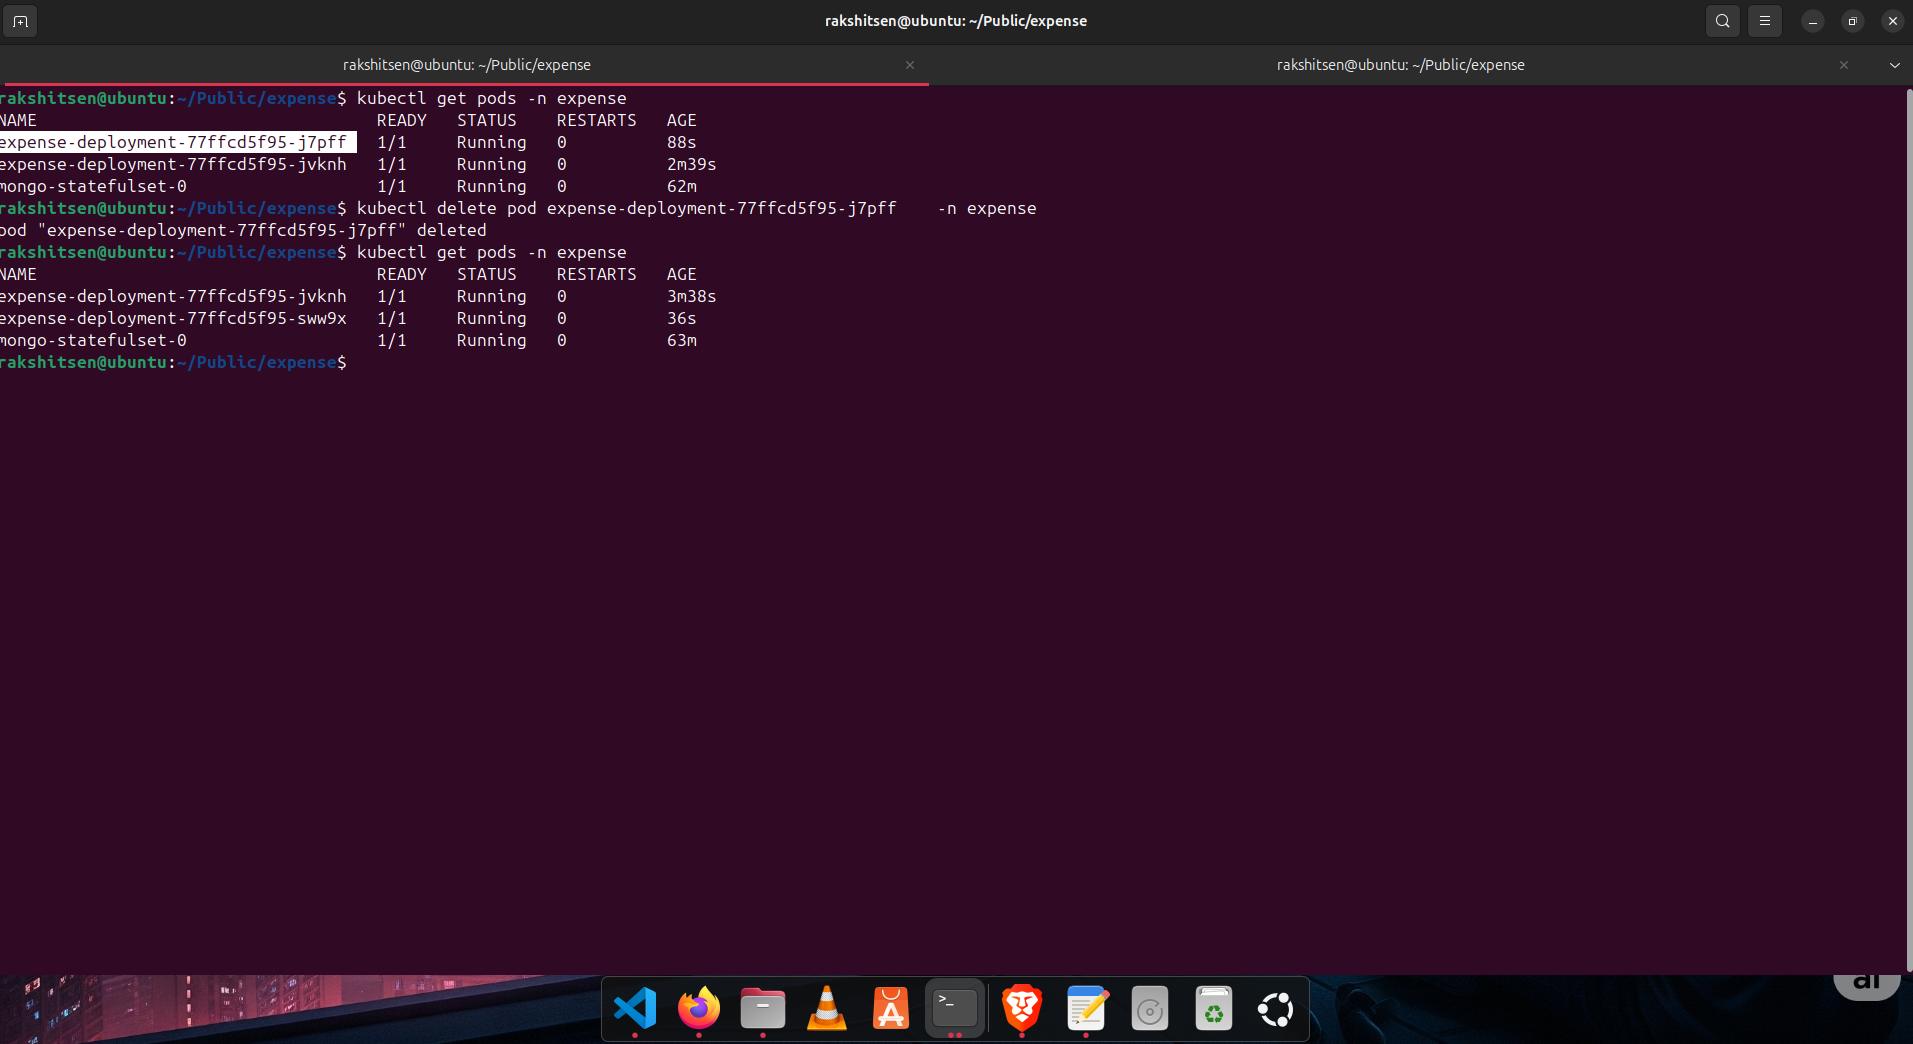 rakshitsen@ubuntu: ~/Public/expense
rakshitsen@ubuntu: ~/Public/expense
rakshitsen@ubuntu: ~/Public/expense
rakshitsen@ubuntu:~/Public/expense$ kubectl get pods -n expense
NAME READY STATUS RESTARTS AGE
expense-deployment-77ffcd5f95-j7pff 1/1 Running 0 88s
expense-deployment-77ffcd5f95-jvknh 1/1 Running 0 2m39s
mongo-statefulset-0 1/1 Running 0 62m
rakshitsen@ubuntu:~/Public/expense$ kubectl delete pod expense-deployment-77ffcd5f95-j7pff -n expense
pod "expense-deployment-77ffcd5f95-j7pff" deleted
rakshitsen@ubuntu:~/Public/expense$ kubectl get pods -n expense
NAME READY STATUS RESTARTS AGE
expense-deployment-77ffcd5f95-jvknh 1/1 Running 0 3m38s
expense-deployment-77ffcd5f95-sww9x 1/1 Running 0 36s
mongo-statefulset-0 1/1 Running 0 63m
rakshitsen@ubuntu:~/Public/expense$